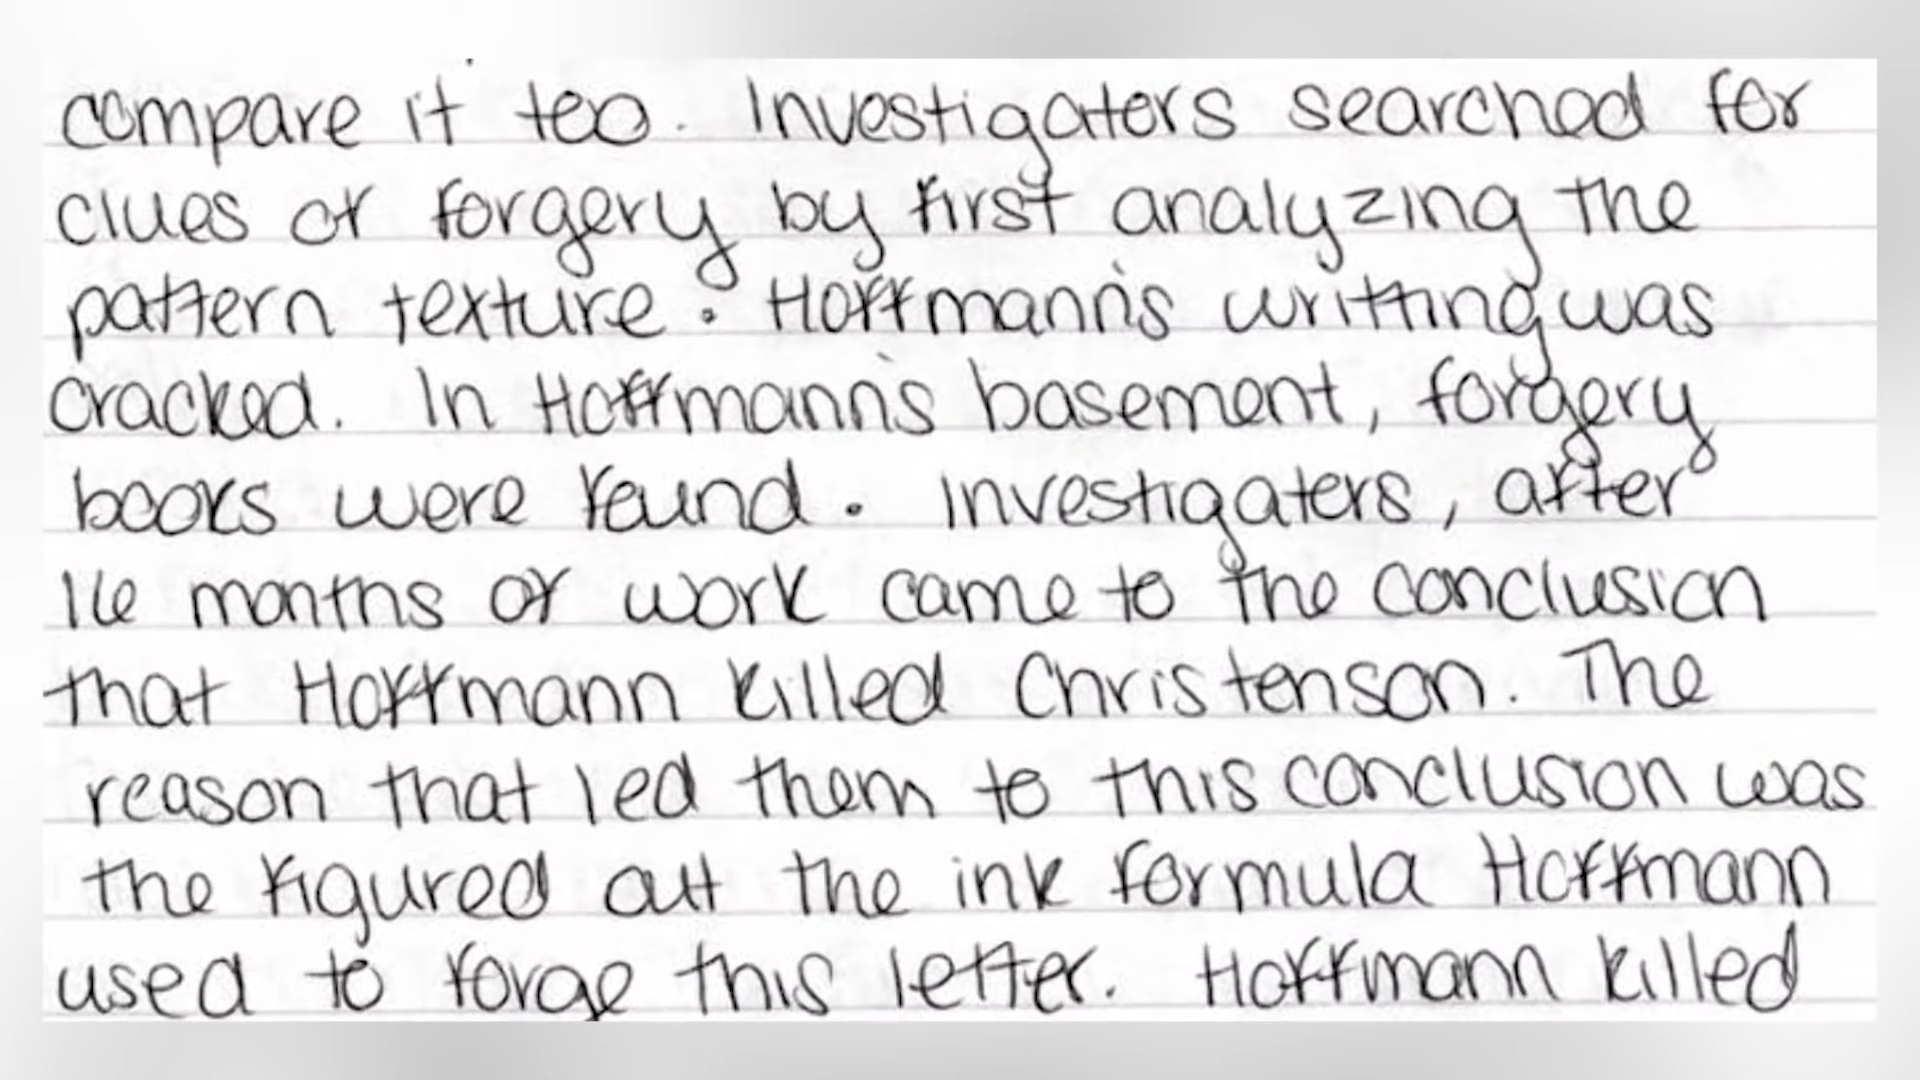 compare it too. Investigators searched for
clues of forgery by first analyzing the
pattern texture. Hoffmann's writting was
cracked. In Hoffmann's basement, forgery
books were found. Investigators, after
16 months of work came to the conclusion
that Hoffmann killed Christenson. The
reason that led them to this conclusion was
the figured out the ink formula Hoffmann
used to forge this letter. Hoffmann killed